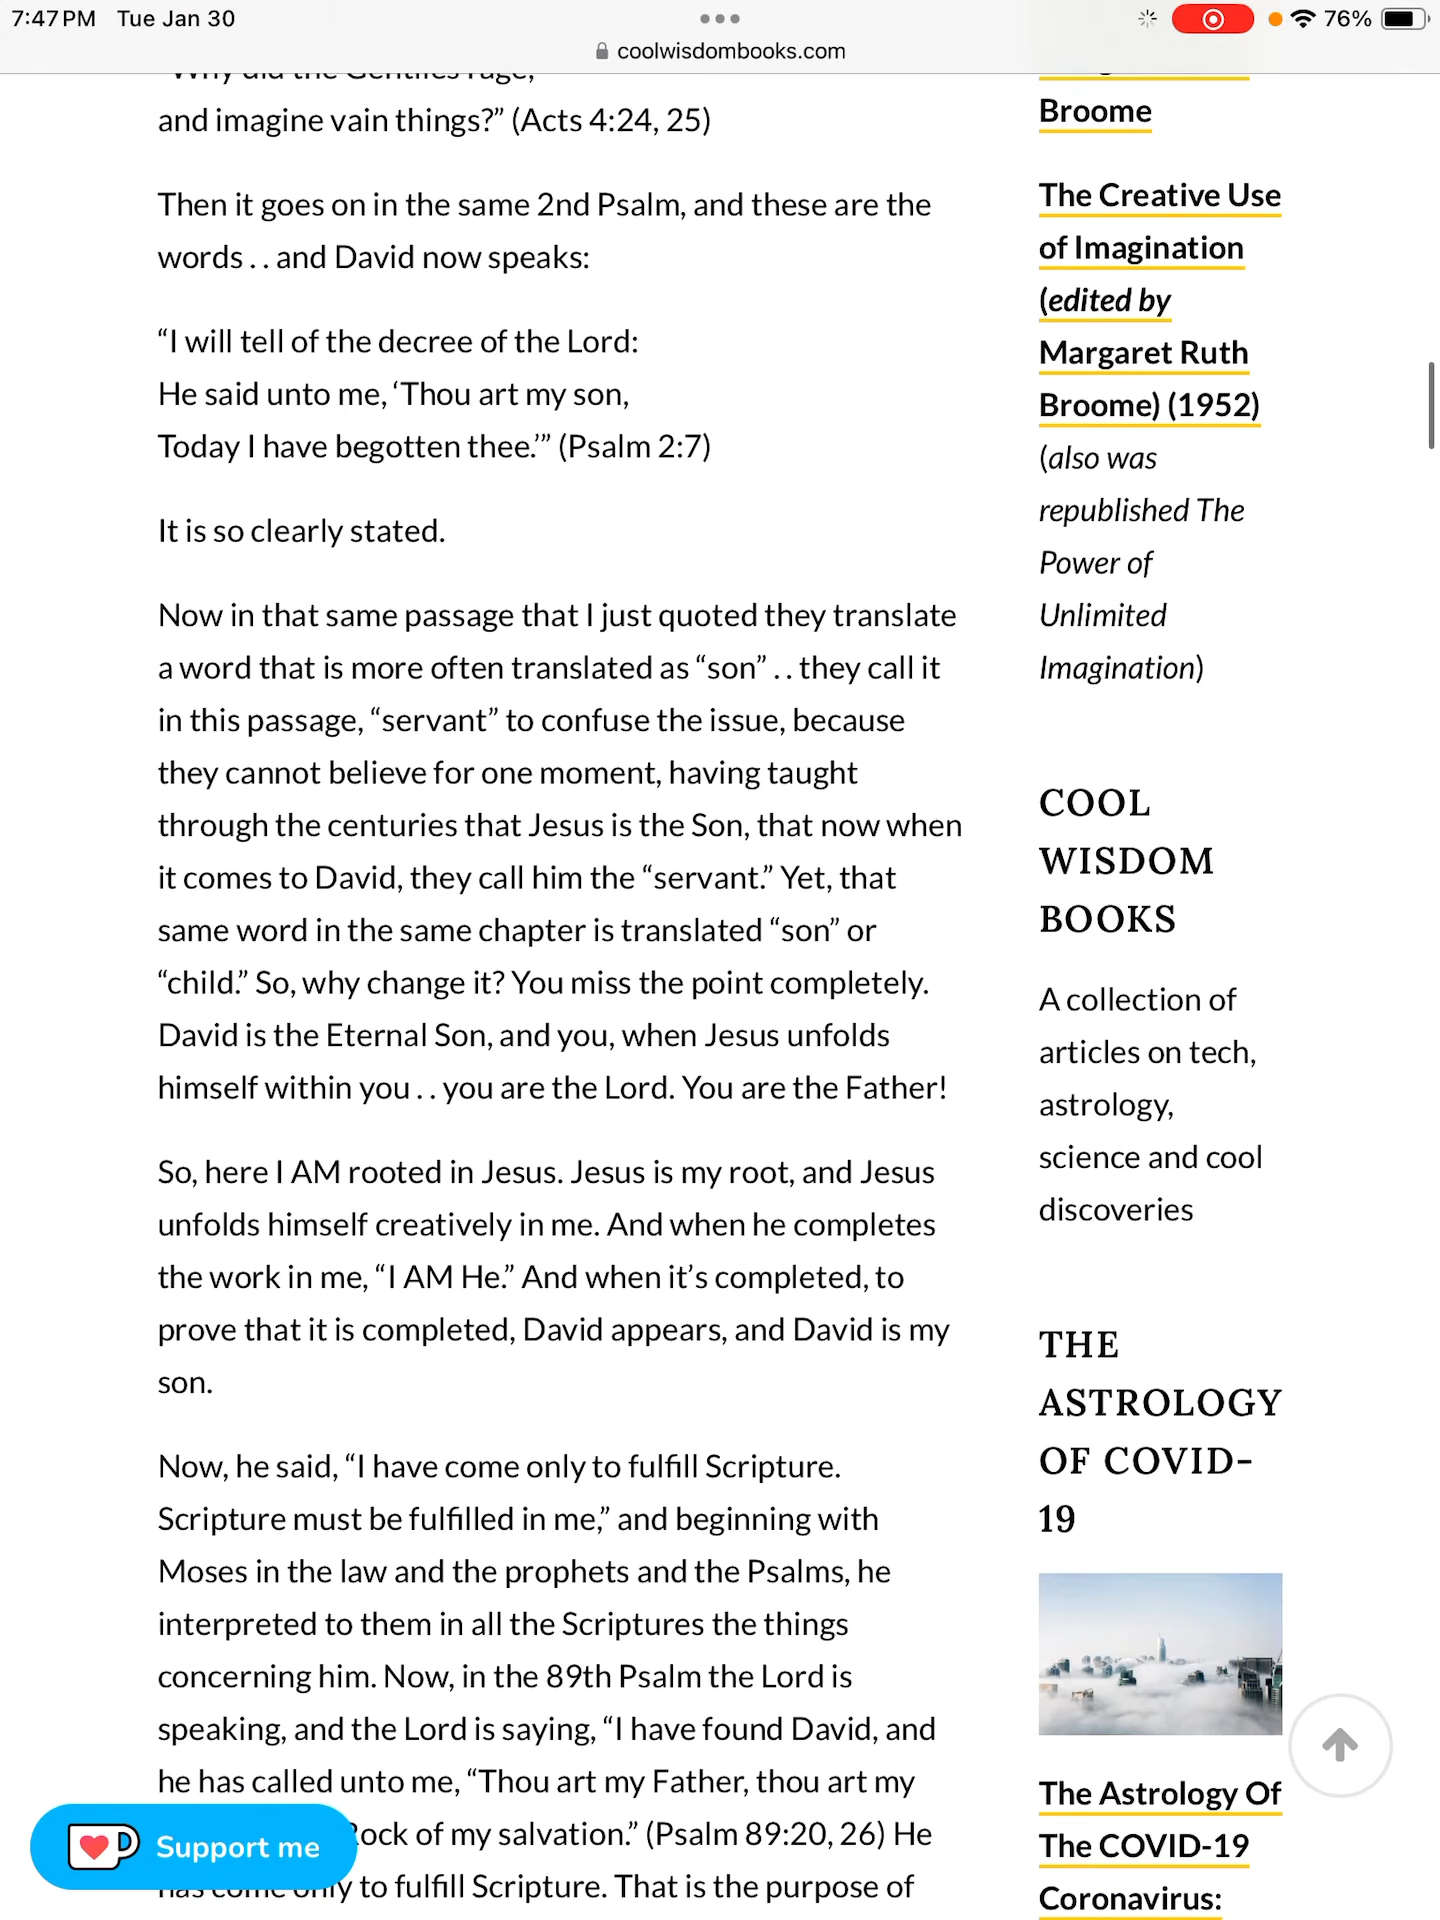 7:47 PM Tue Jan 30
76%
coolwisdombooks.com
"Why did the Gentiles rage,
and imagine vain things?” (Acts 4:24, 25)
Then it goes on in the same 2nd Psalm, and these are the
words . . and David now speaks:
“I will tell of the decree of the Lord:
He said unto me, ‘Thou art my son,
Today I have begotten thee.’” (Psalm 2:7)
It is so clearly stated.
Now in that same passage that I just quoted they translate
a word that is more often translated as “son” . . they call it
in this passage, “servant” to confuse the issue, because
they cannot believe for one moment, having taught
through the centuries that Jesus is the Son, that now when
it comes to David, they call him the “servant.” Yet, that
same word in the same chapter is translated “son” or
“child.” So, why change it? You miss the point completely.
David is the Eternal Son, and you, when Jesus unfolds
himself within you . . you are the Lord. You are the Father!
So, here I AM rooted in Jesus. Jesus is my root, and Jesus
unfolds himself creatively in me. And when he completes
the work in me, “I AM He.” And when it’s completed, to
prove that it is completed, David appears, and David is my
son.
Now, he said, “I have come only to fulfill Scripture.
Scripture must be fulfilled in me,” and beginning with
Moses in the law and the prophets and the Psalms, he
interpreted to them in all the Scriptures the things
concerning him. Now, in the 89th Psalm the Lord is
speaking, and the Lord is saying, “I have found David, and
he has called unto me, “Thou art my Father, thou art my
Rock of my salvation.” (Psalm 89:20, 26) He
has come only to fulfill Scripture. That is the purpose of
Support me
Broome
The Creative Use
of Imagination
(edited by
Margaret Ruth
Broome) (1952)
(also was
republished The
Power of
Unlimited
Imagination)
COOL
WISDOM
BOOKS
A collection of
articles on tech,
astrology,
science and cool
discoveries
THE
ASTROLOGY
OF COVID-
19
The Astrology Of
The COVID-19
Coronavirus: